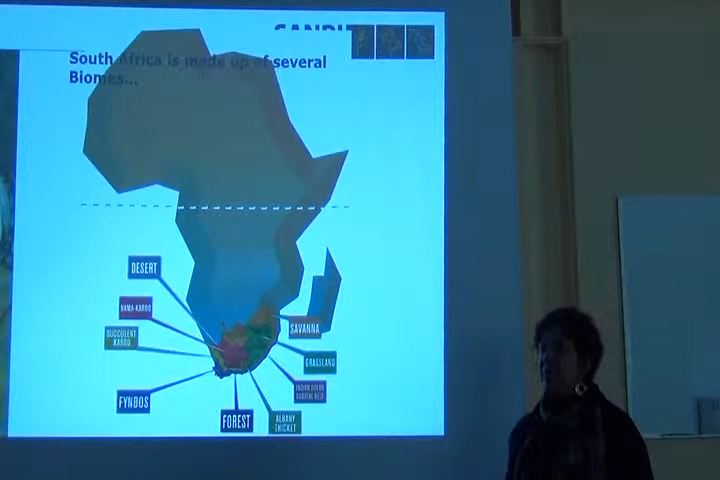 SANBI
South Africa is made up of several
Biomes...
DESERT
NAMA-KAROO
SUCCULENT
KAROO
FYNBOS
FOREST
ALBANY
THICKET
INDIAN OCEAN
COASTAL BELT
GRASSLAND
SAVANNA